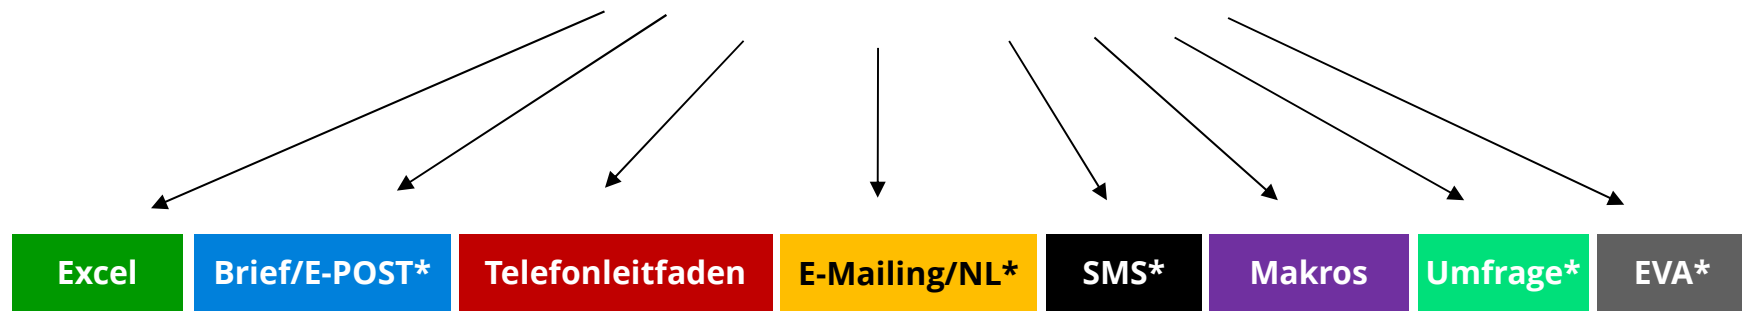 Excel
Brief/E-POST*
Telefonleitfaden
E-Mailing/NL*
SMS*
Makros
Umfrage*
EVA*